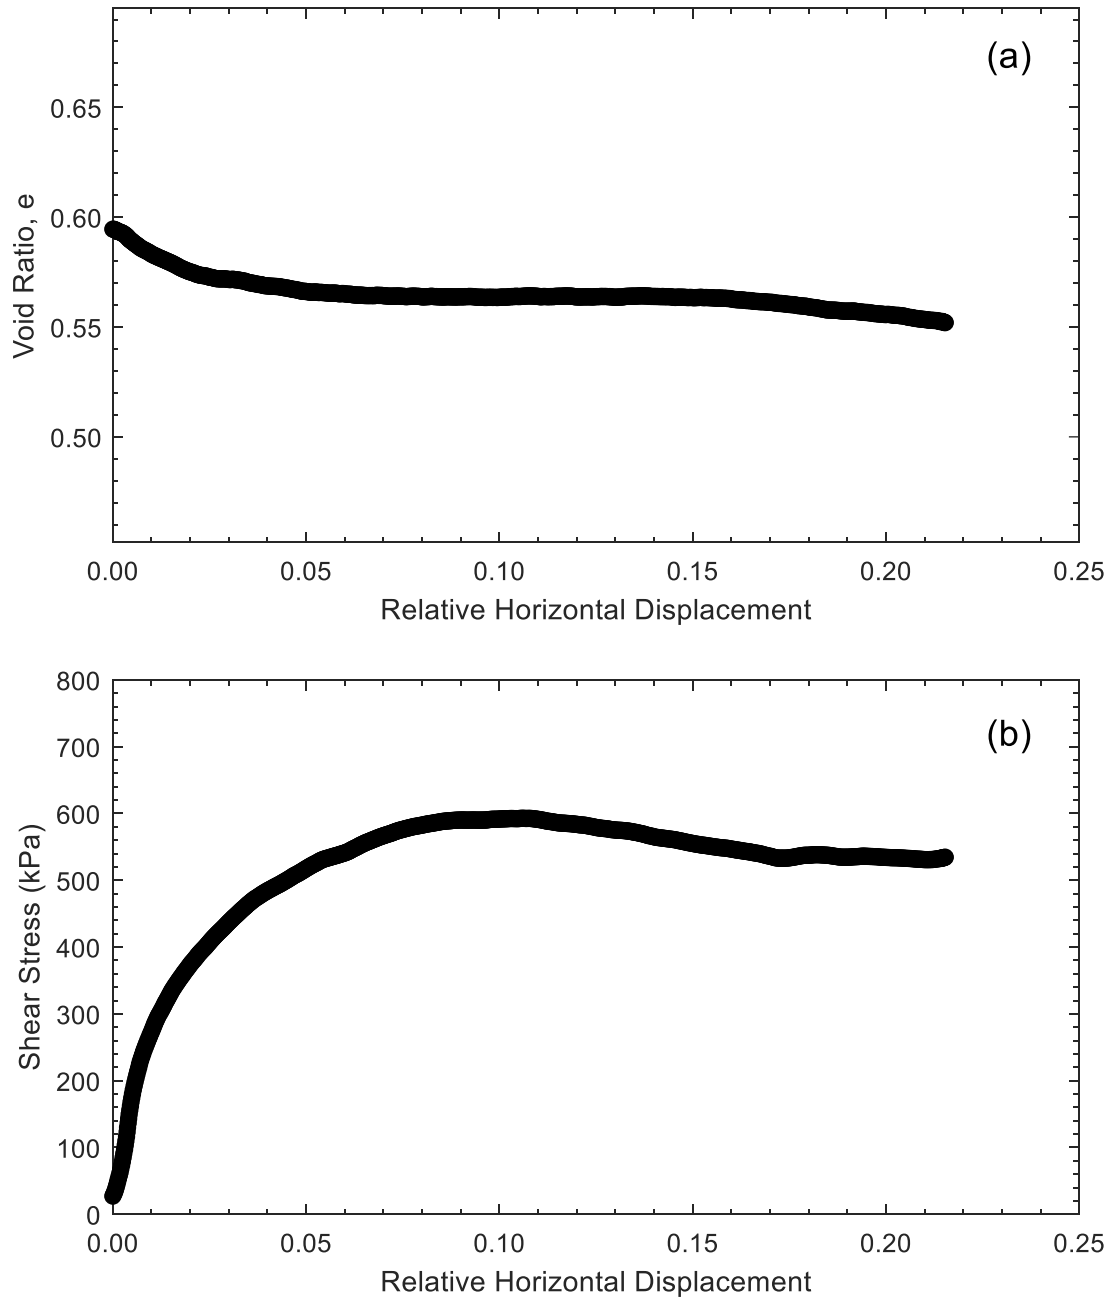 (a)
0.65
0.60
0.55
0.50
Void Ratio, e
0.00 0.05 0.10 0.15 0.20 0.25
Relative Horizontal Displacement
(b)
800
700
600
500
400
300
200
100
0
Shear Stress (kPa)
0.00 0.05 0.10 0.15 0.20 0.25
Relative Horizontal Displacement